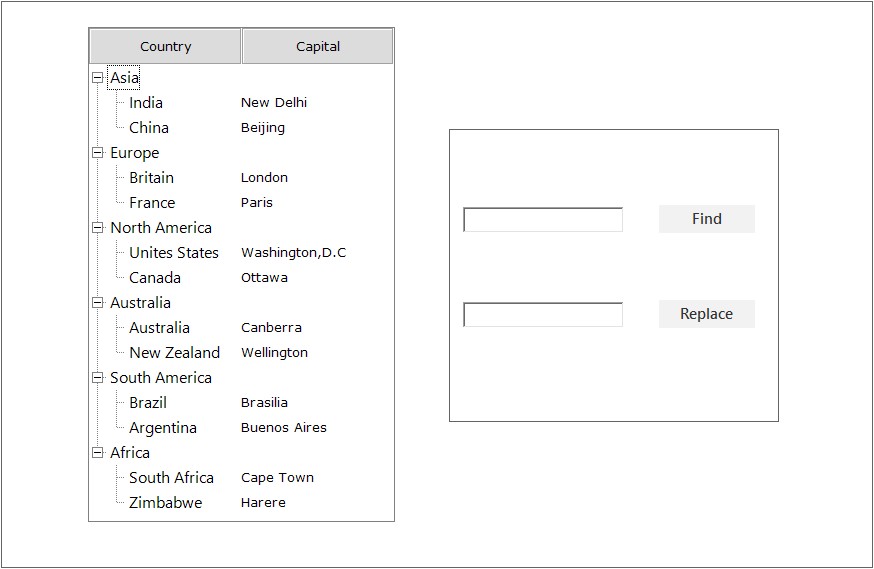 Country Capital
Asia
India New Delhi
China Beijing
Europe
Britain London
France Paris
North America
Unites States Washington,D.C
Canada Ottawa
Australia
Australia Canberra
New Zealand Wellington
South America
Brazil Brasilia
Argentina Buenos Aires
Africa
South Africa Cape Town
Zimbabwe Harere
Find
Replace